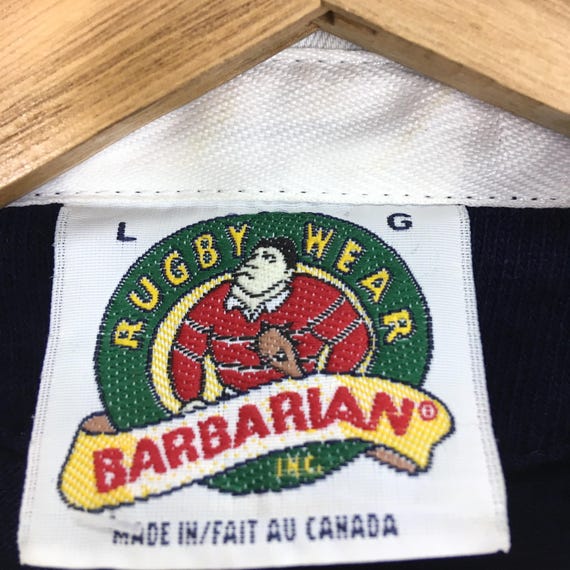 L G
RUGBY WEAR
BARBARIAN®
INC.
MADE IN/FAIT AU CANADA